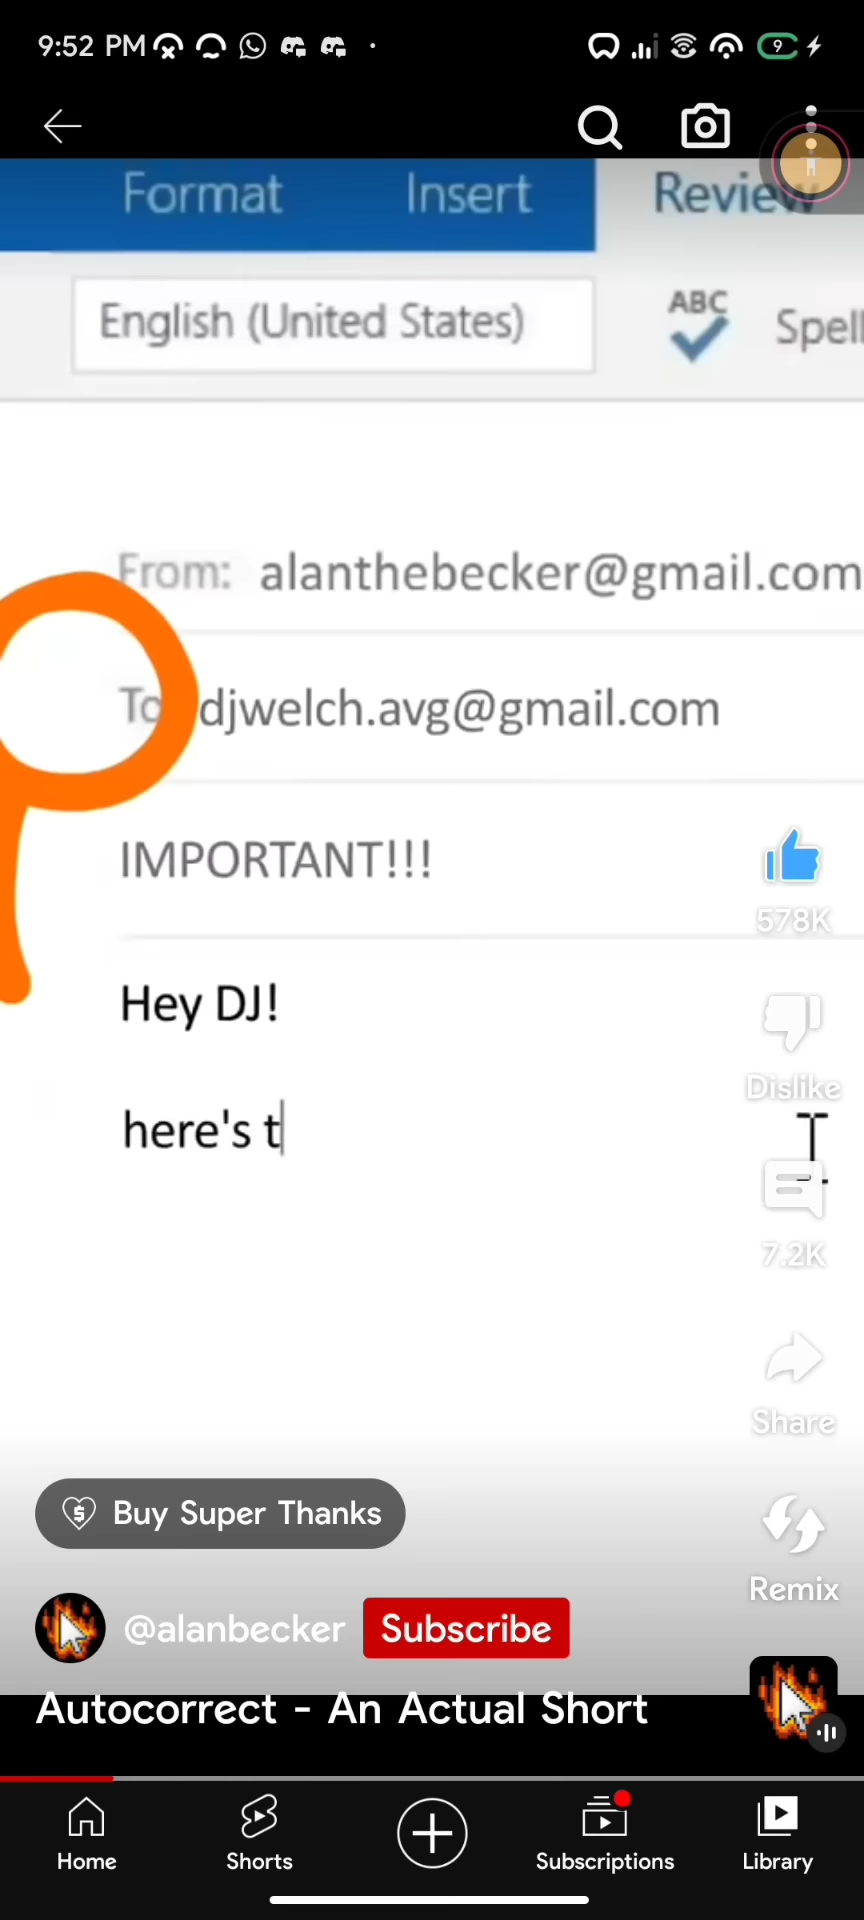 9:52 PM
9
Format Insert Review
English (United States)
ABC
Spell
From: alanthebecker@gmail.com
To djwelch.avg@gmail.com
IMPORTANT!!!
578K
Hey DJ!
Dislike
here's t
7.2K
Share
Buy Super Thanks
Remix
@alanbecker Subscribe
Autocorrect - An Actual Short
Home Shorts Subscriptions Library